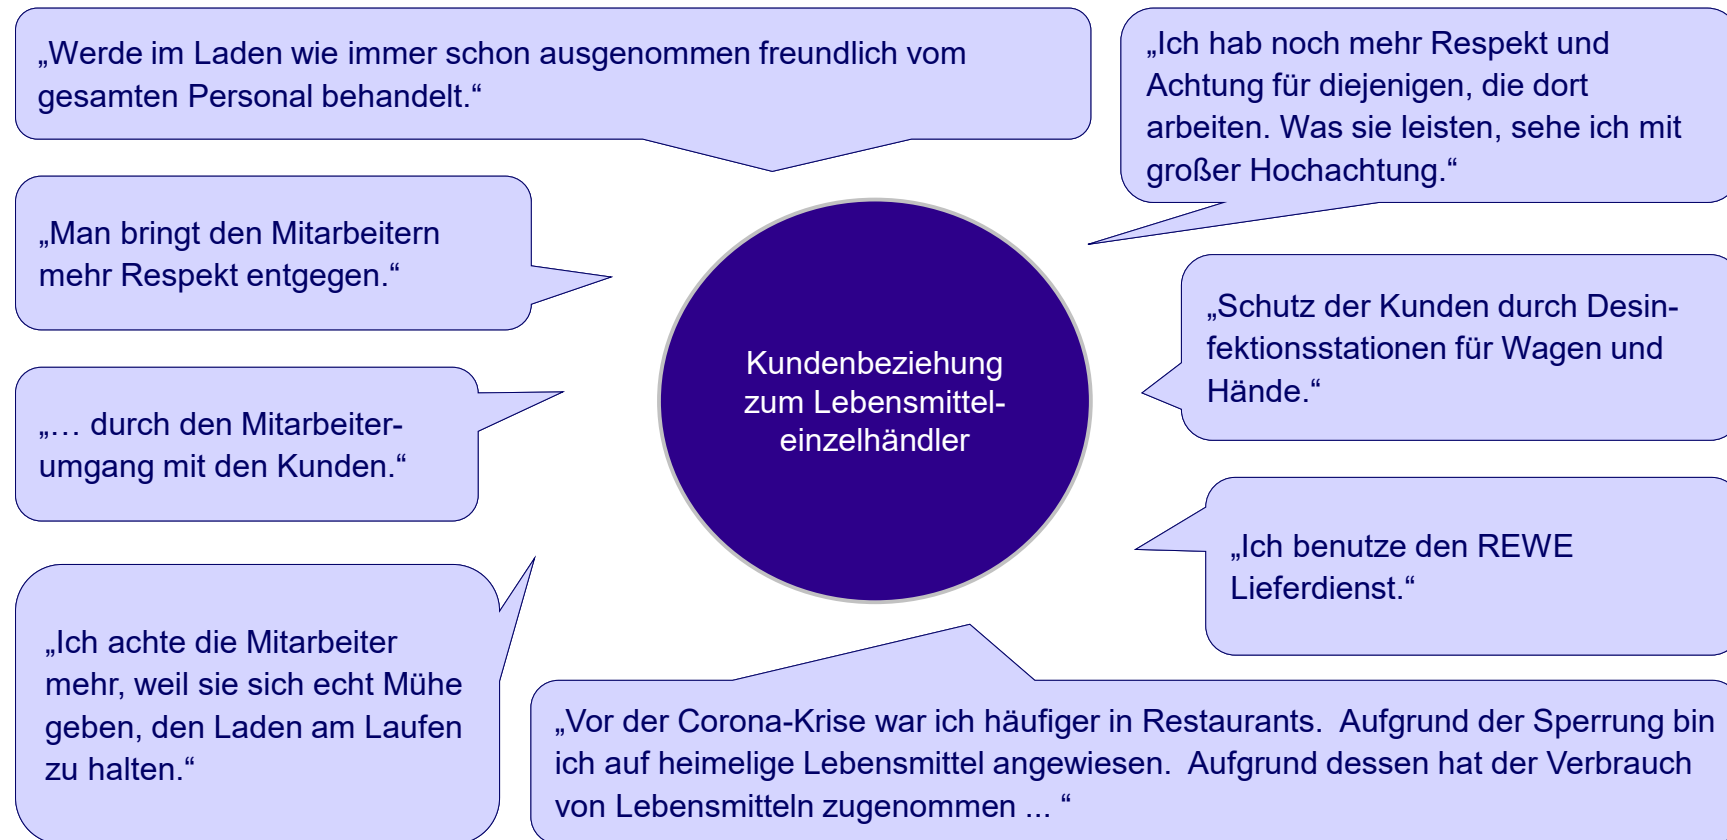 „Werde im Laden wie immer schon ausgenommen freundlich vom
gesamten Personal behandelt.“
„Ich hab noch mehr Respekt und
Achtung für diejenigen, die dort
arbeiten. Was sie leisten, sehe ich mit
großer Hochachtung.“
„Man bringt den Mitarbeitern
mehr Respekt entgegen.“
„Schutz der Kunden durch Desin-
fektionsstationen für Wagen und
Hände.“
Kundenbeziehung
zum Lebensmittel-
einzelhändler
„… durch den Mitarbeiter-
umgang mit den Kunden.“
„Ich benutze den REWE
Lieferdienst.“
„Ich achte die Mitarbeiter
mehr, weil sie sich echt Mühe
geben, den Laden am Laufen
zu halten.“
„Vor der Corona-Krise war ich häufiger in Restaurants.  Aufgrund der Sperrung bin
ich auf heimelige Lebensmittel angewiesen.  Aufgrund dessen hat der Verbrauch
von Lebensmitteln zugenommen ... “